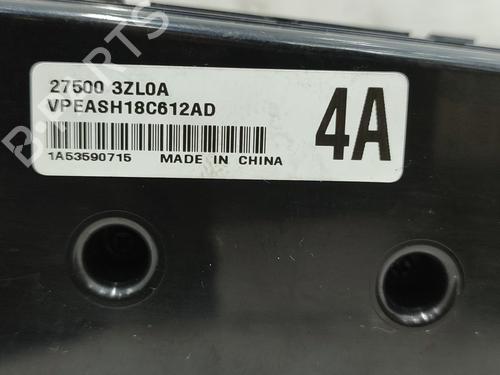 27500 3ZL0A
VPEASH18C612AD
4A
1A53590715 MADE IN CHINA
B-PARTS